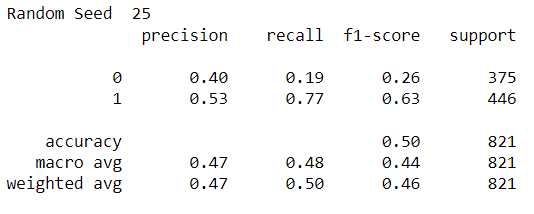 Random Seed  25
              precision    recall  f1-score   support

           0       0.40      0.19      0.26       375
           1       0.53      0.77      0.63       446

    accuracy                           0.50       821
   macro avg       0.47      0.48      0.44       821
weighted avg       0.47      0.50      0.46       821